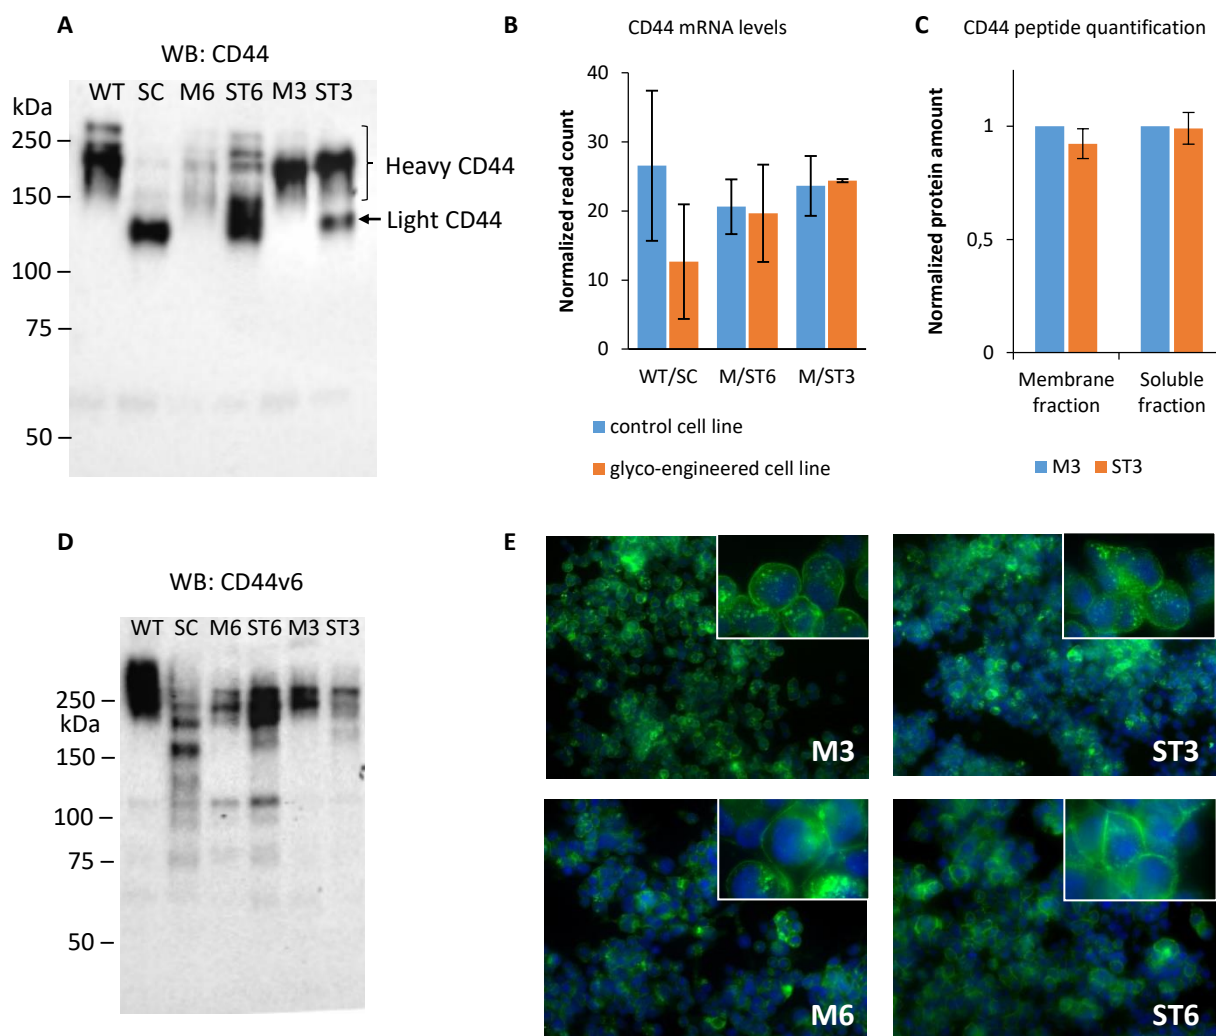 A
WB: CD44
WT SC M6 ST6 M3 ST3
kDa
250
150
100
75
50
Heavy CD44
Light CD44
B
CD44 mRNA levels
Normalized read count
40
30
20
10
0
WT/SC M/ST6 M/ST3
control cell line
glyco-engineered cell line
C
CD44 peptide quantification
Normalized protein amount
1
0,5
0
Membrane fraction
Soluble fraction
M3 ST3
D
WB: CD44v6
WT SC M6 ST6 M3 ST3
250
kDa
150
100
75
50
E
M3
ST3
M6
ST6